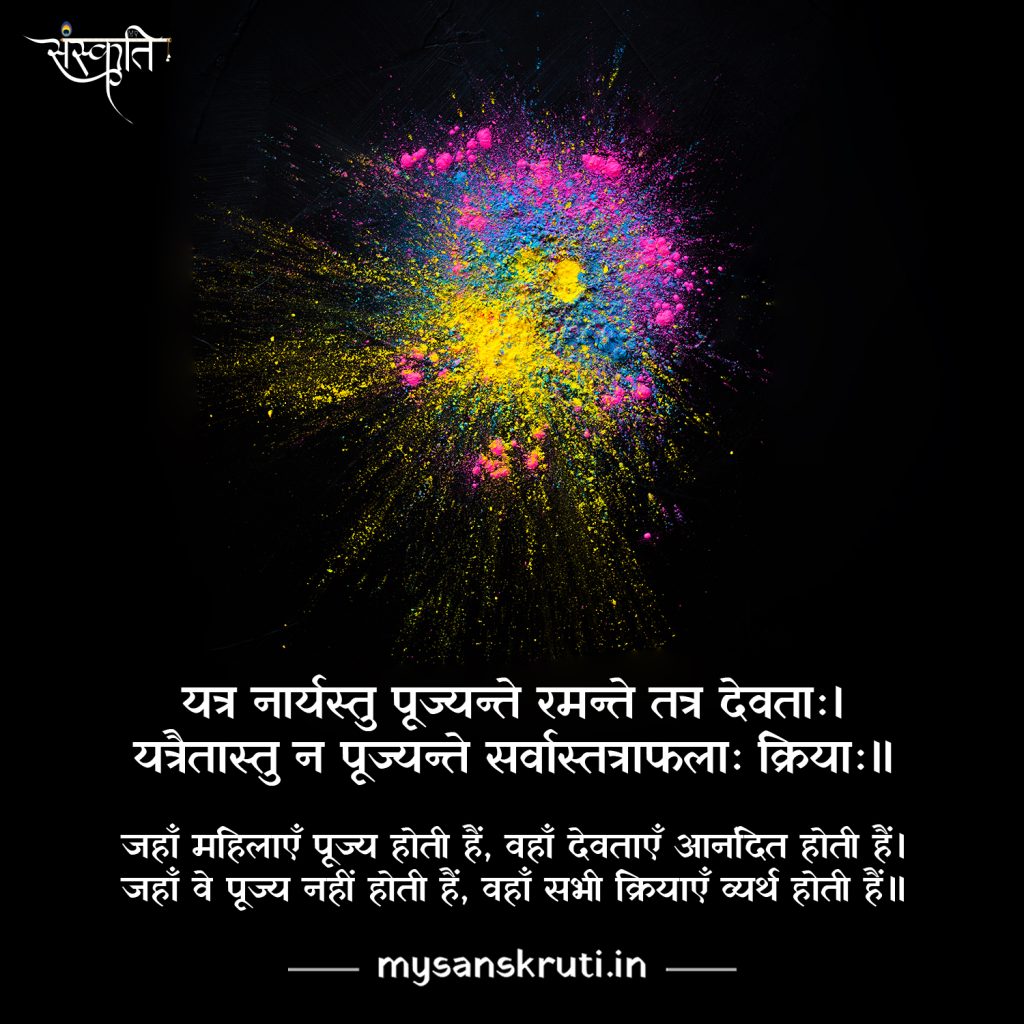 संस्कृति
यत्र नार्यस्तु पूज्यन्ते रमन्ते तत्र देवताः।
यत्रैतास्तु न पूज्यन्ते सर्वास्तत्राफलाः क्रियाः॥
जहाँ महिलाएँ पूज्य होती हैं, वहाँ देवताएँ आनंदित होती हैं।
जहाँ वे पूज्य नहीं होती हैं, वहाँ सभी क्रियाएँ व्यर्थ होती हैं॥
mysanskruti.in